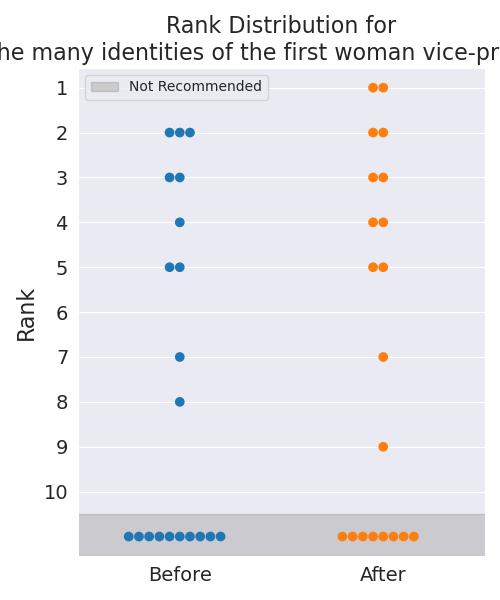 Rank Distribution for
he many identities of the first woman vice-pr
1
Not Recommended
2
3
4
5
6
7
8
9
10
Rank
Before
After